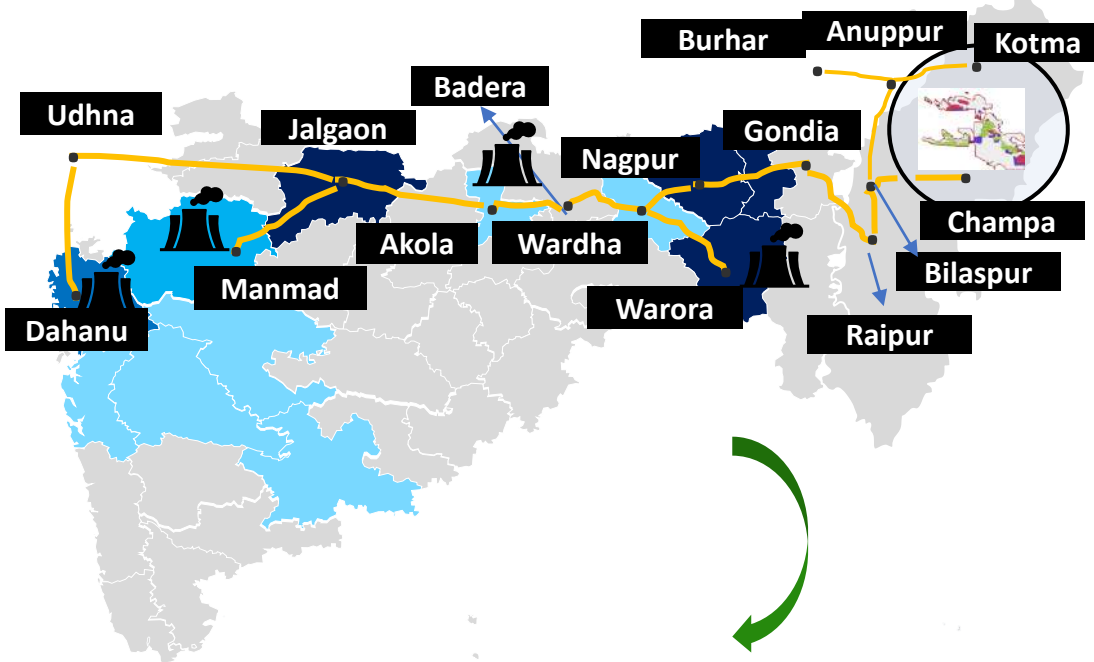 Burhar
Anuppur
Kotma
Badera
Udhna
Jalgaon
Gondia
Nagpur
Akola
Wardha
Champa
Manmad
Bilaspur
Warora
Dahanu
Raipur